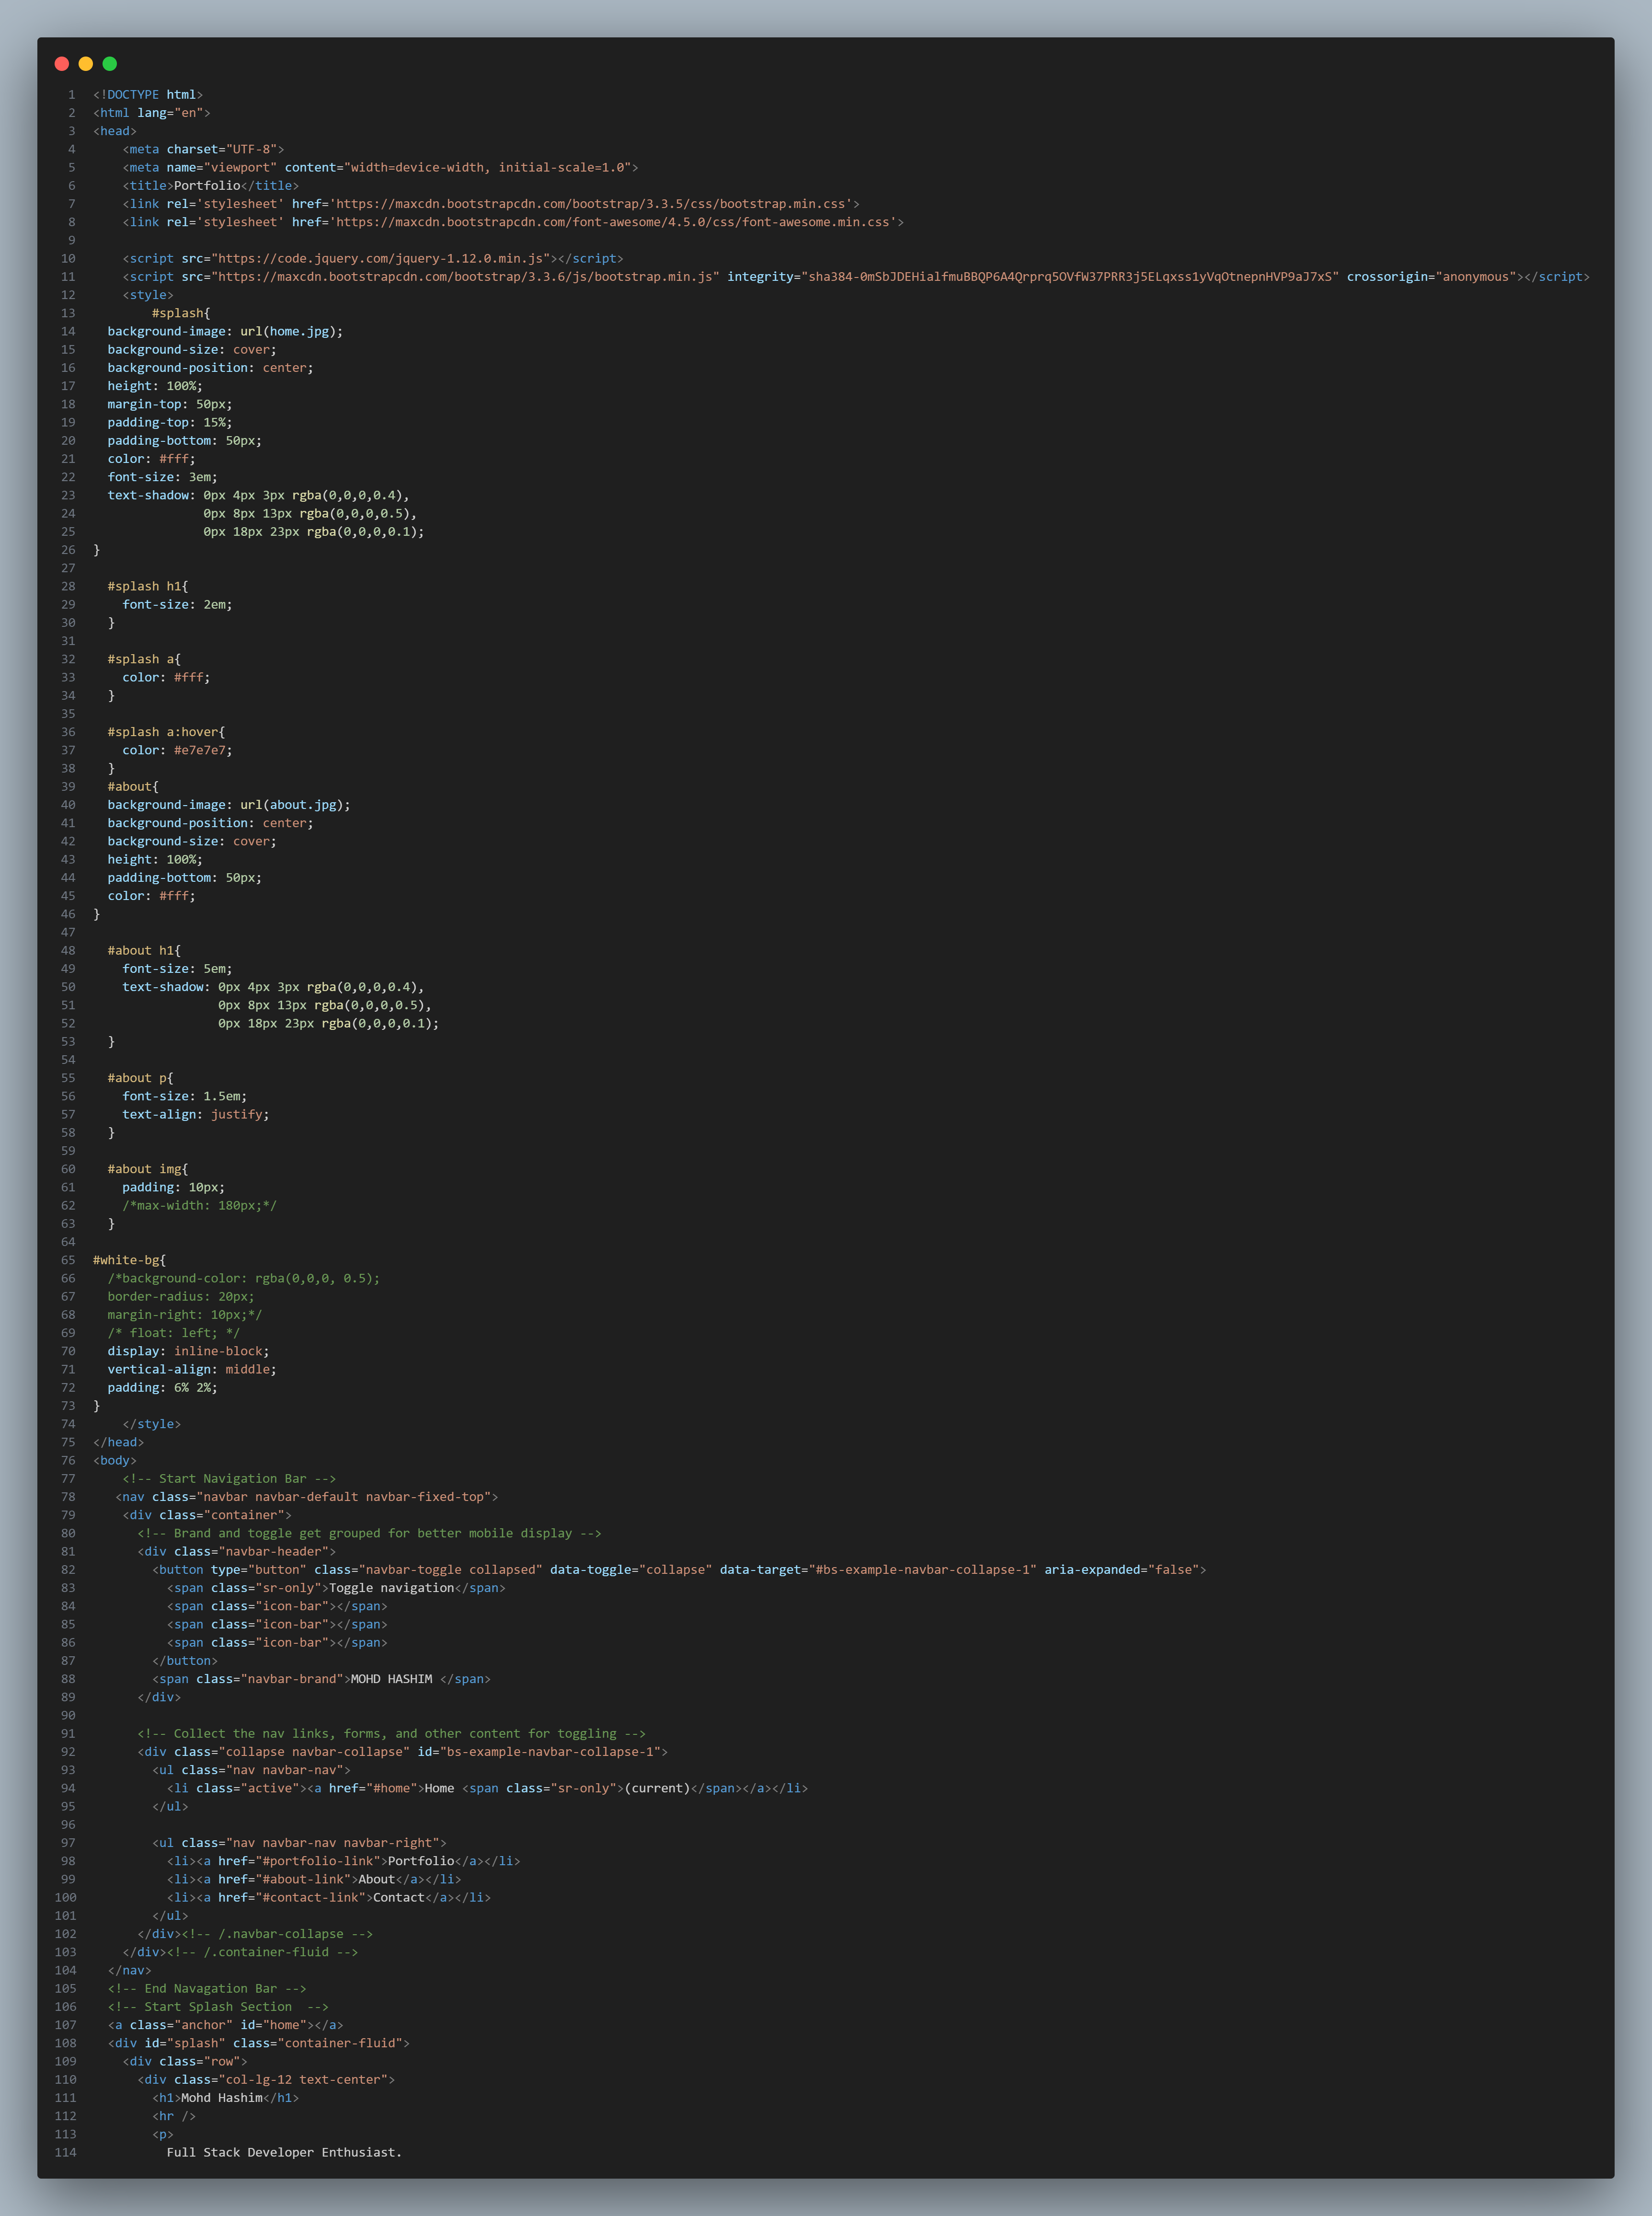 1 <!DOCTYPE html>
2 <html lang="en">
3 <head>
4     <meta charset="UTF-8">
5     <meta name="viewport" content="width=device-width, initial-scale=1.0">
6     <title>Portfolio</title>
7     <link rel='stylesheet' href='https://maxcdn.bootstrapcdn.com/bootstrap/3.3.5/css/bootstrap.min.css'>
8     <link rel='stylesheet' href='https://maxcdn.bootstrapcdn.com/font-awesome/4.5.0/css/font-awesome.min.css'>
9
10     <script src="https://code.jquery.com/jquery-1.12.0.min.js"></script>
11     <script src="https://maxcdn.bootstrapcdn.com/bootstrap/3.3.6/js/bootstrap.min.js" integrity="sha384-0mSbJDEHialfmuBBQP6A4Qrprq5OVfW37PRR3j5ELqxss1yVqOtnepnHVP9aJ7xS" crossorigin="anonymous"></script>
12     <style>
13         #splash{
14   background-image: url(home.jpg);
15   background-size: cover;
16   background-position: center;
17   height: 100%;
18   margin-top: 50px;
19   padding-top: 15%;
20   padding-bottom: 50px;
21   color: #fff;
22   font-size: 3em;
23   text-shadow: 0px 4px 3px rgba(0,0,0,0.4),
24                0px 8px 13px rgba(0,0,0,0.5),
25                0px 18px 23px rgba(0,0,0,0.1);
26 }
27
28   #splash h1{
29     font-size: 2em;
30   }
31
32   #splash a{
33     color: #fff;
34   }
35
36   #splash a:hover{
37     color: #e7e7e7;
38   }
39   #about{
40   background-image: url(about.jpg);
41   background-position: center;
42   background-size: cover;
43   height: 100%;
44   padding-bottom: 50px;
45   color: #fff;
46 }
47
48   #about h1{
49     font-size: 5em;
50     text-shadow: 0px 4px 3px rgba(0,0,0,0.4),
51                  0px 8px 13px rgba(0,0,0,0.5),
52                  0px 18px 23px rgba(0,0,0,0.1);
53   }
54
55   #about p{
56     font-size: 1.5em;
57     text-align: justify;
58   }
59
60   #about img{
61     padding: 10px;
62     /*max-width: 180px;*/
63   }
64
65 #white-bg{
66   /*background-color: rgba(0,0,0, 0.5);
67   border-radius: 20px;
68   margin-right: 10px;*/
69   /* float: left; */
70   display: inline-block;
71   vertical-align: middle;
72   padding: 6% 2%;
73 }
74     </style>
75 </head>
76 <body>
77     <!-- Start Navigation Bar -->
78    <nav class="navbar navbar-default navbar-fixed-top">
79     <div class="container">
80       <!-- Brand and toggle get grouped for better mobile display -->
81       <div class="navbar-header">
82         <button type="button" class="navbar-toggle collapsed" data-toggle="collapse" data-target="#bs-example-navbar-collapse-1" aria-expanded="false">
83           <span class="sr-only">Toggle navigation</span>
84           <span class="icon-bar"></span>
85           <span class="icon-bar"></span>
86           <span class="icon-bar"></span>
87         </button>
88         <span class="navbar-brand">MOHD HASHIM </span>
89       </div>
90
91       <!-- Collect the nav links, forms, and other content for toggling -->
92       <div class="collapse navbar-collapse" id="bs-example-navbar-collapse-1">
93         <ul class="nav navbar-nav">
94           <li class="active"><a href="#home">Home <span class="sr-only">(current)</span></a></li>
95         </ul>
96
97         <ul class="nav navbar-nav navbar-right">
98           <li><a href="#portfolio-link">Portfolio</a></li>
99           <li><a href="#about-link">About</a></li>
100           <li><a href="#contact-link">Contact</a></li>
101         </ul>
102       </div><!-- /.navbar-collapse -->
103     </div><!-- /.container-fluid -->
104   </nav>
105   <!-- End Navagation Bar -->
106   <!-- Start Splash Section  -->
107   <a class="anchor" id="home"></a>
108   <div id="splash" class="container-fluid">
109     <div class="row">
110       <div class="col-lg-12 text-center">
111         <h1>Mohd Hashim</h1>
112         <hr />
113         <p>
114           Full Stack Developer Enthusiast.